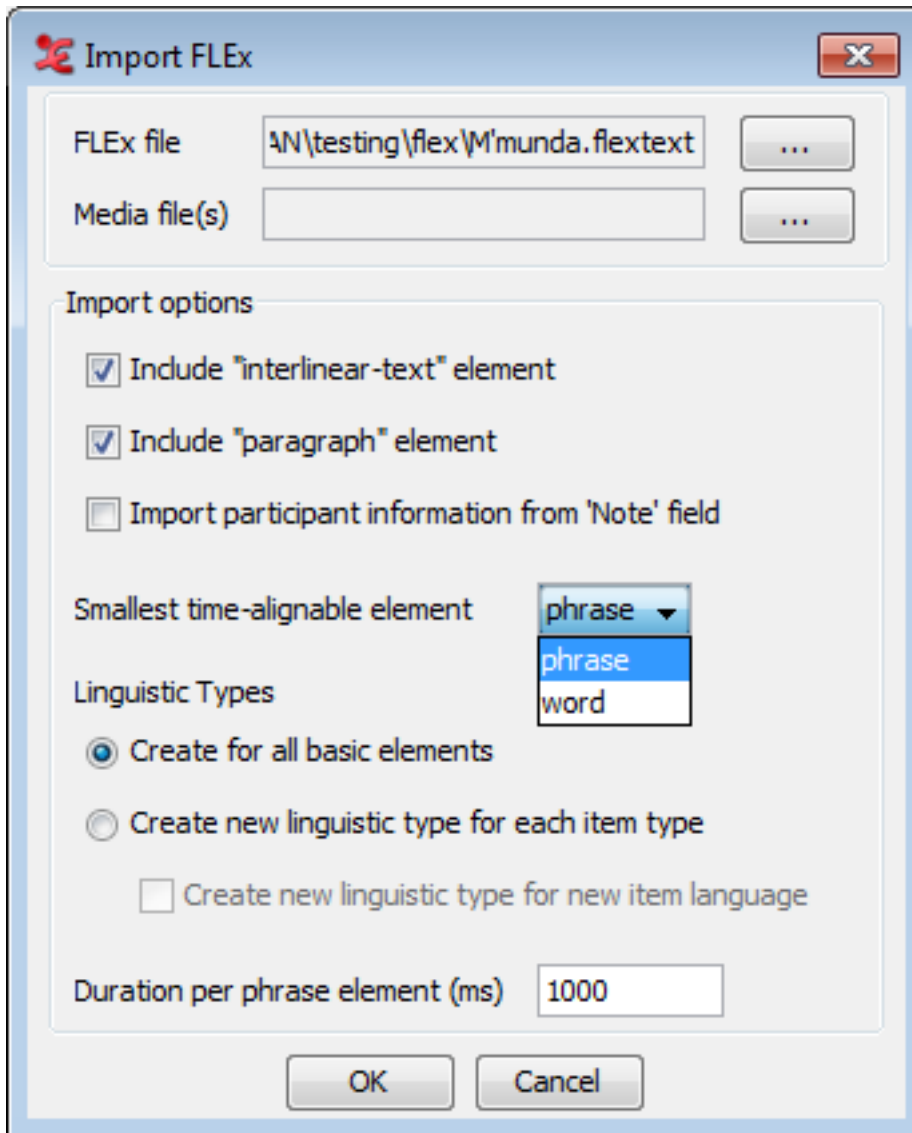 Import FLEx
FLEx file
AN\testing\flex\M'munda.flextext
...
Media file(s)
...
Import options
Include "interlinear-text" element
Include "paragraph" element
Import participant information from 'Note' field
Smallest time-alignable element
phrase
phrase
word
Linguistic Types
Create for all basic elements
Create new linguistic type for each item type
Create new linguistic type for new item language
Duration per phrase element (ms)
1000
OK
Cancel